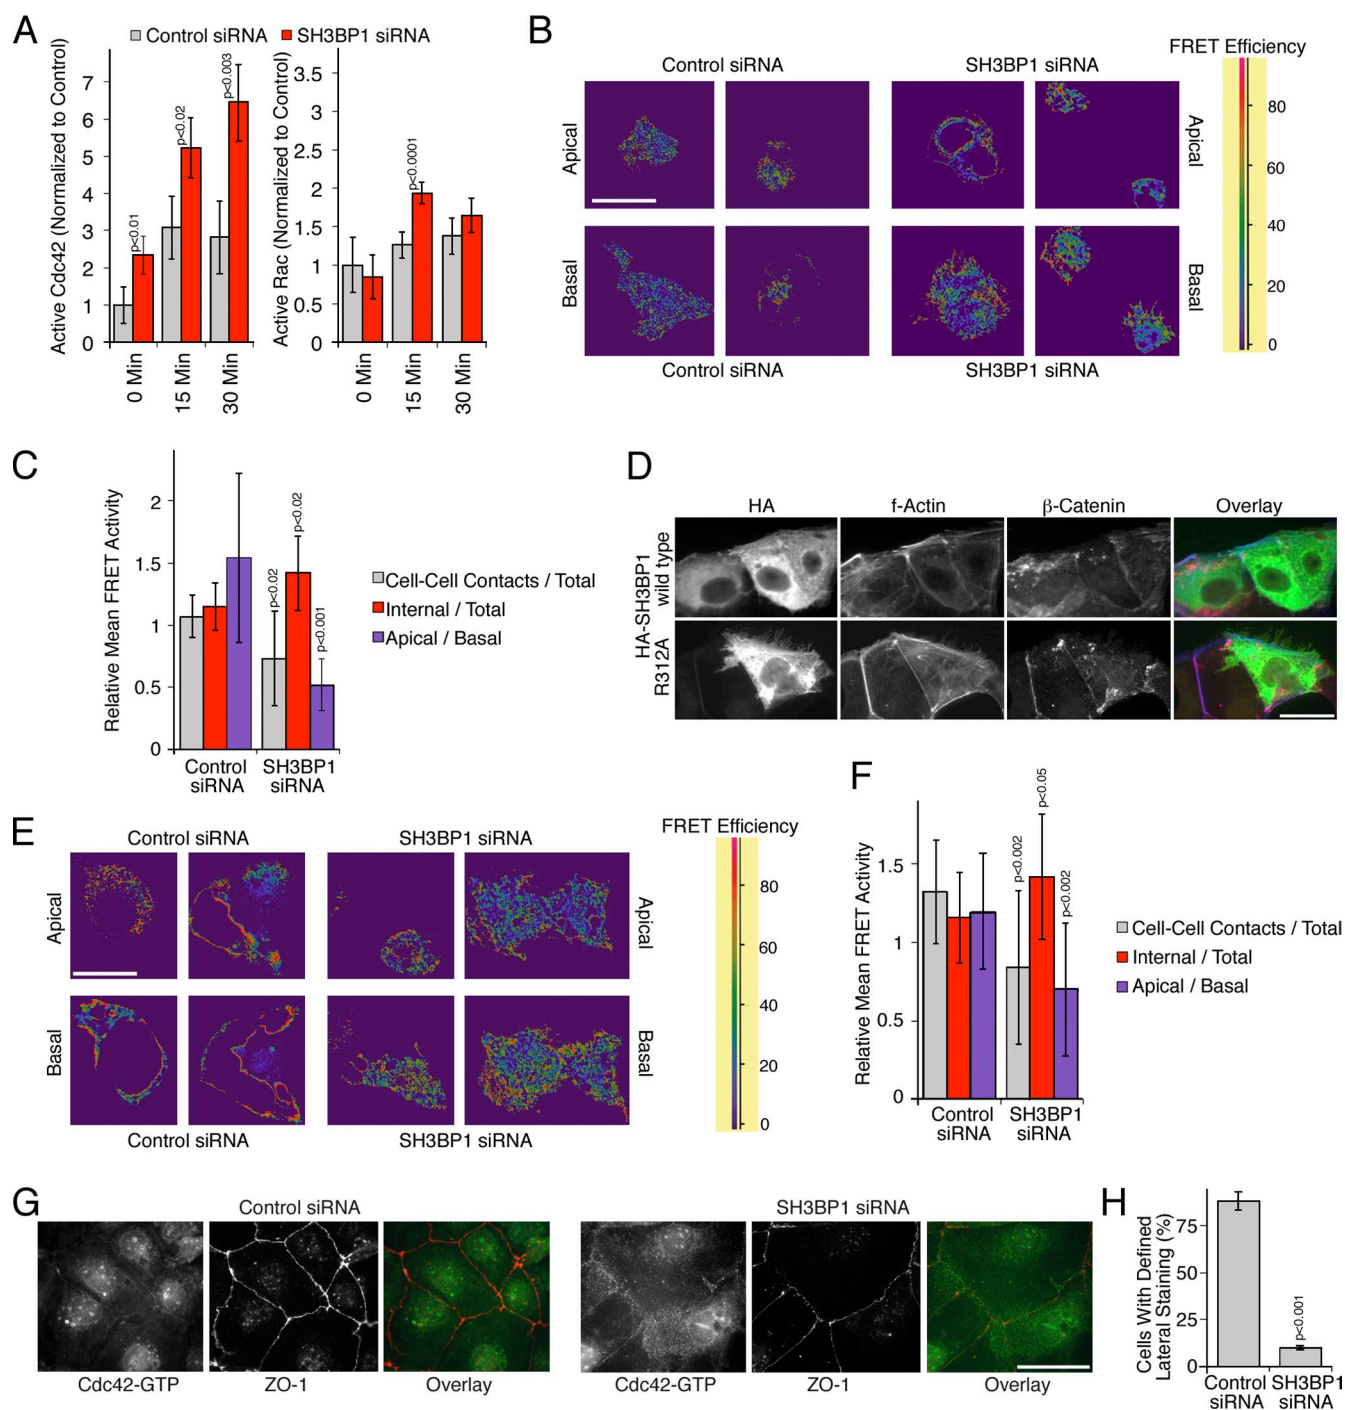 A
Control siRNA
SH3BP1 siRNA
Active Cdc42 (Normalized to Control)
7
6
5
4
3
2
1
0
p<0.01
p<0.02
p<0.003
0 Min
15 Min
30 Min
Active Rac (Normalized to Control)
3.5
3
2.5
2
1.5
1
0.5
0
p<0.0001
0 Min
15 Min
30 Min
B
Control siRNA
SH3BP1 siRNA
FRET Efficiency
Apical
Apical
Basal
Basal
Control siRNA
SH3BP1 siRNA
80
60
40
20
0
C
Relative Mean FRET Activity
2
1.5
1
0.5
0
p<0.02
p<0.02
p<0.001
Control
siRNA
SH3BP1
siRNA
Cell-Cell Contacts / Total
Internal / Total
Apical / Basal
D
HA
f-Actin
β-Catenin
Overlay
HA-SH3BP1
wild type
R312A
E
Control siRNA
SH3BP1 siRNA
FRET Efficiency
Apical
Apical
Basal
Basal
Control siRNA
SH3BP1 siRNA
80
60
40
20
0
F
Relative Mean FRET Activity
1.5
1
0.5
0
p<0.002
p<0.05
p<0.002
Control
siRNA
SH3BP1
siRNA
Cell-Cell Contacts / Total
Internal / Total
Apical / Basal
G
Control siRNA
SH3BP1 siRNA
Cdc42-GTP
ZO-1
Overlay
Cdc42-GTP
ZO-1
Overlay
H
Cells With Defined
Lateral Staining (%)
75
50
25
0
p<0.001
Control
siRNA
SH3BP1
siRNA